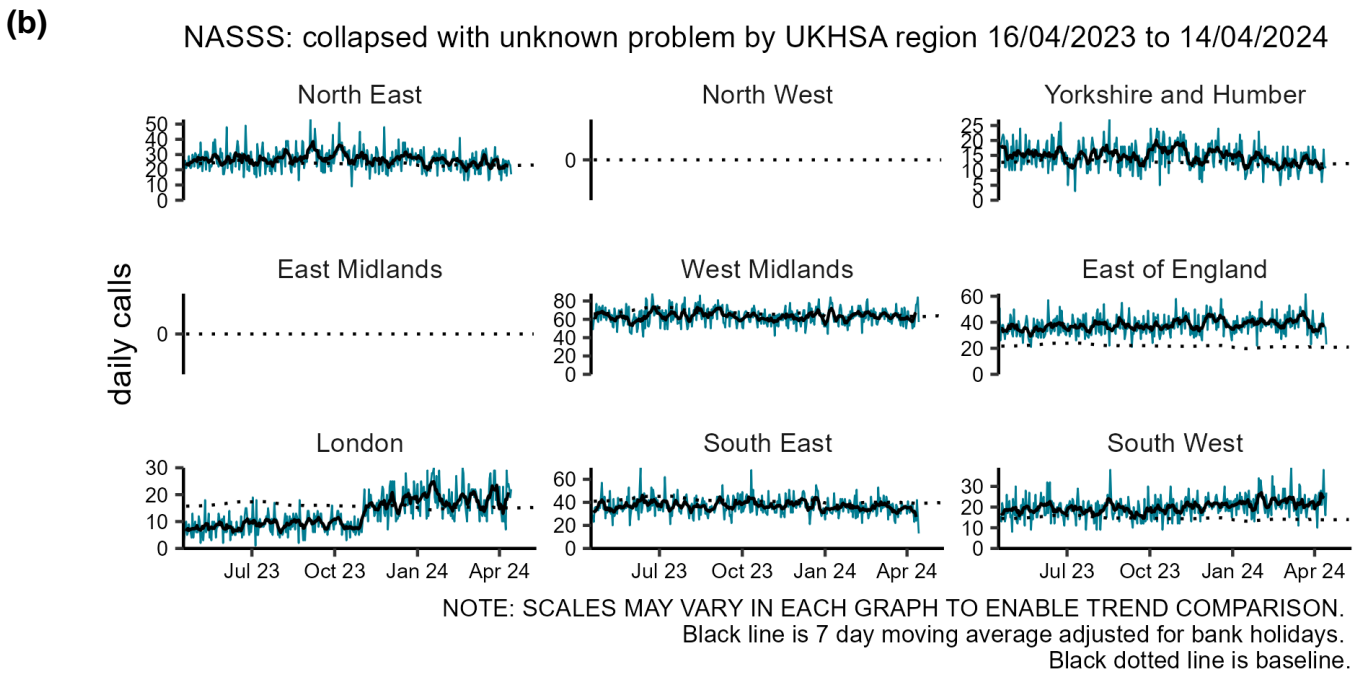 (b)
NASSS: collapsed with unknown problem by UKHSA region 16/04/2023 to 14/04/2024
daily calls
North East
50
40
30
20
10
0
North West
0
Yorkshire and Humber
25
20
15
10
5
0
East Midlands
0
West Midlands
80
60
40
20
0
East of England
60
40
20
0
London
30
20
10
0
Jul 23 Oct 23 Jan 24 Apr 24
South East
60
40
20
0
Jul 23 Oct 23 Jan 24 Apr 24
South West
30
20
10
0
Jul 23 Oct 23 Jan 24 Apr 24
NOTE: SCALES MAY VARY IN EACH GRAPH TO ENABLE TREND COMPARISON.
Black line is 7 day moving average adjusted for bank holidays.
Black dotted line is baseline.